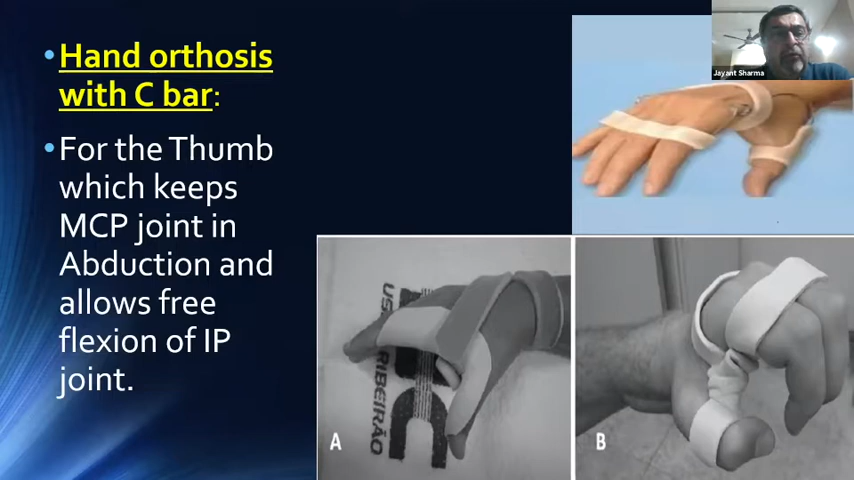 Hand orthosis
with C bar:
For the Thumb
which keeps
MCP joint in
Abduction and
allows free
flexion of IP
joint.
Jayant Sharma
RIBEIRÃO
A
B